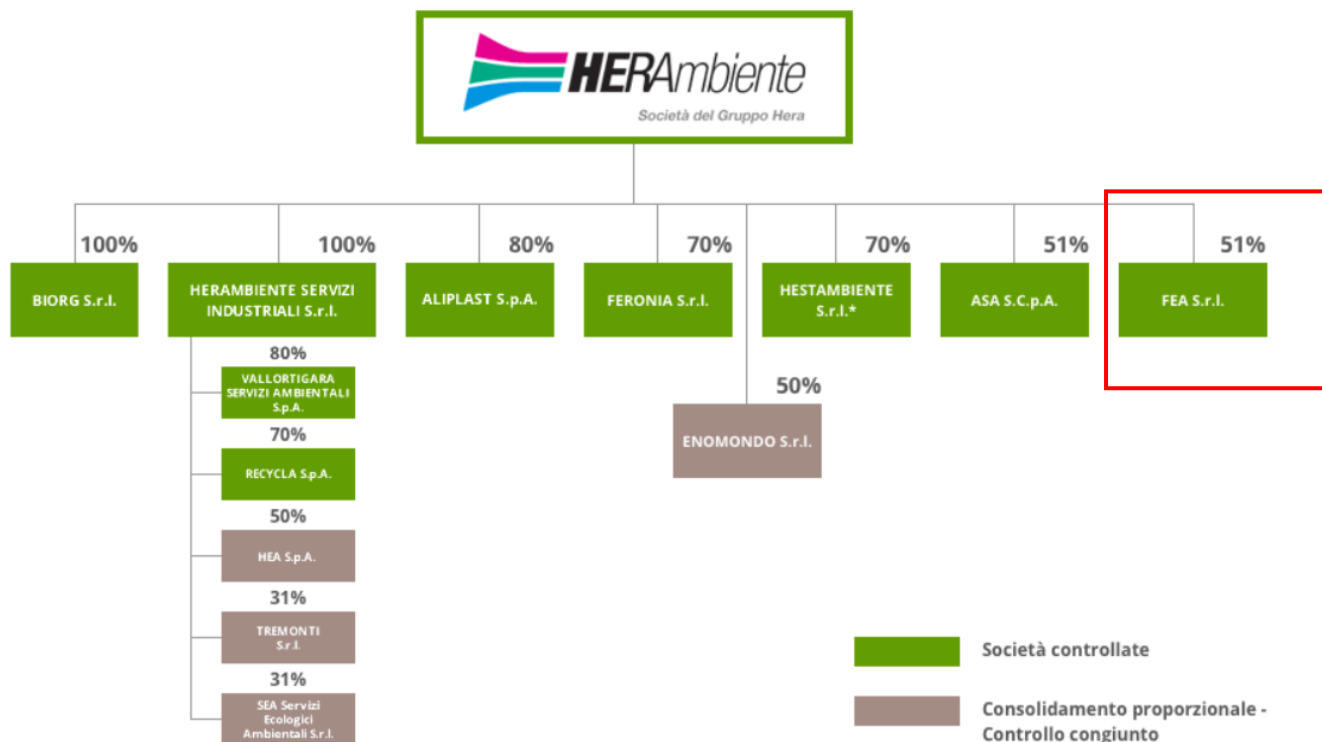 HERAmbiente
Società del Gruppo Hera
100%
100%
80%
70%
70%
51%
51%
BIORG S.r.l.
HERAMBIENTE SERVIZI
INDUSTRIALI S.r.l.
ALIPLAST S.p.A.
FERONIA S.r.l.
HESTAMBIENTE
S.r.l.*
ASA S.C.p.A.
FEA S.r.l.
80%
VALLORTIGARA
SERVIZI AMBIENTALI
S.p.A.
50%
ENOMONDO S.r.l.
70%
RECYCLA S.p.A.
50%
HEA S.p.A.
31%
TREMONTI
S.r.l.
31%
SEA Servizi
Ecologici
Ambientali S.r.l.
Società controllate
Consolidamento proporzionale -
Controllo congiunto